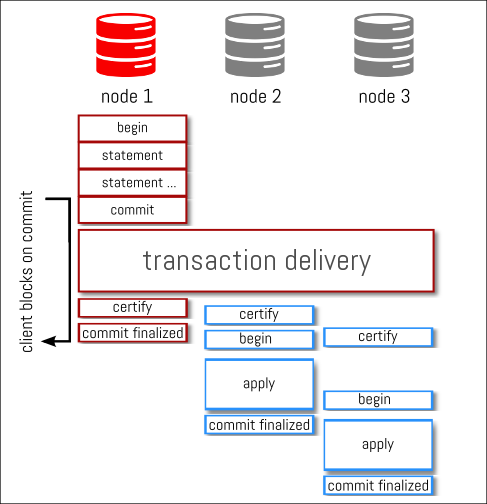 node 1
node 2
node 3
begin
statement
statement ...
commit
client blocks on commit
transaction delivery
certify
commit finalized
certify
begin
apply
commit finalized
certify
begin
apply
commit finalized